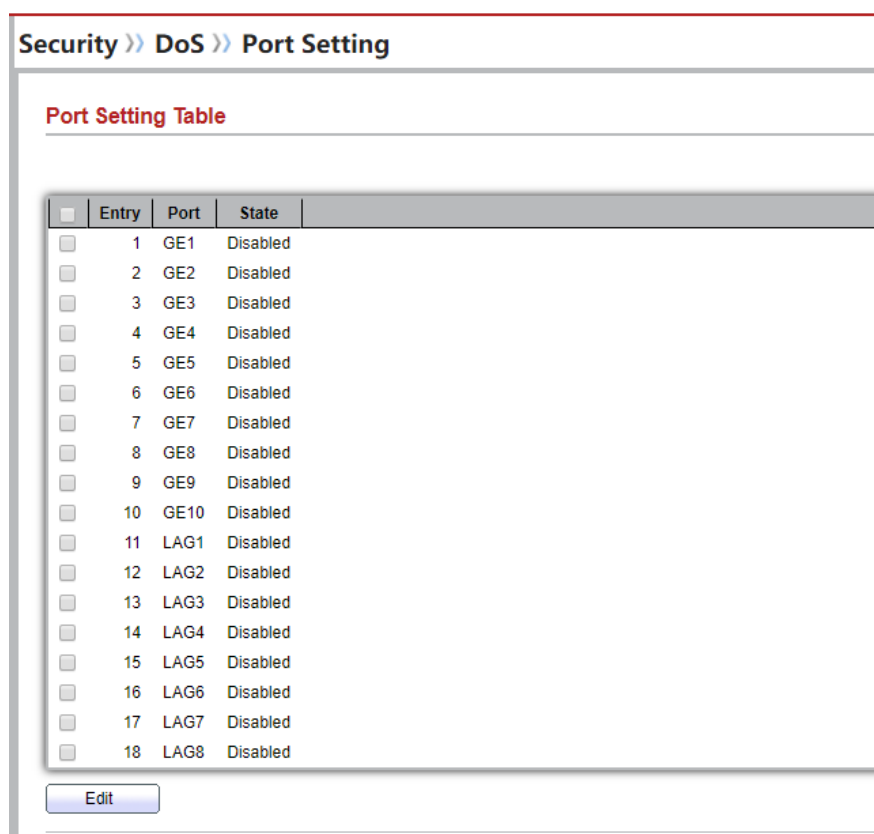 Security 》 DoS 》 Port Setting
Port Setting Table
Entry Port State
1 GE1 Disabled
2 GE2 Disabled
3 GE3 Disabled
4 GE4 Disabled
5 GE5 Disabled
6 GE6 Disabled
7 GE7 Disabled
8 GE8 Disabled
9 GE9 Disabled
10 GE10 Disabled
11 LAG1 Disabled
12 LAG2 Disabled
13 LAG3 Disabled
14 LAG4 Disabled
15 LAG5 Disabled
16 LAG6 Disabled
17 LAG7 Disabled
18 LAG8 Disabled
Edit